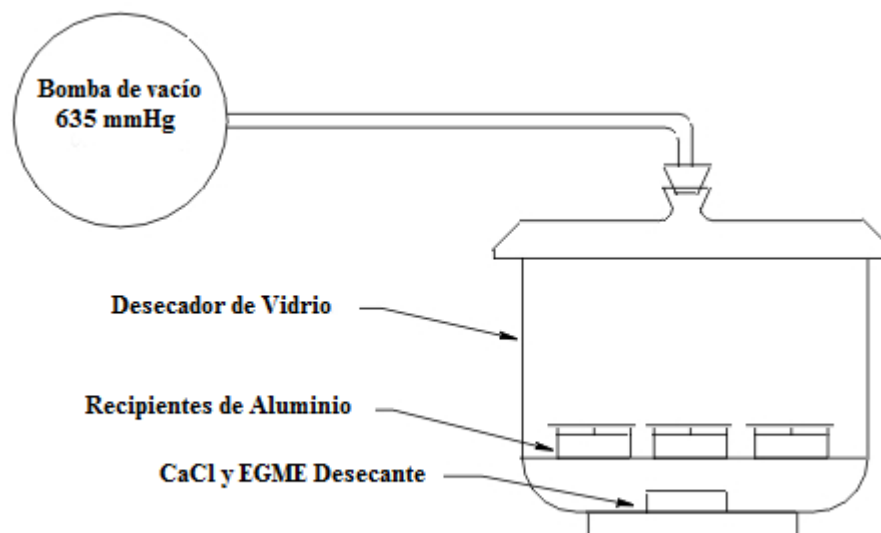 Bomba de vacío
635 mmHg
Desecador de Vidrio
Recipientes de Aluminio
CaCl y EGME Desecante